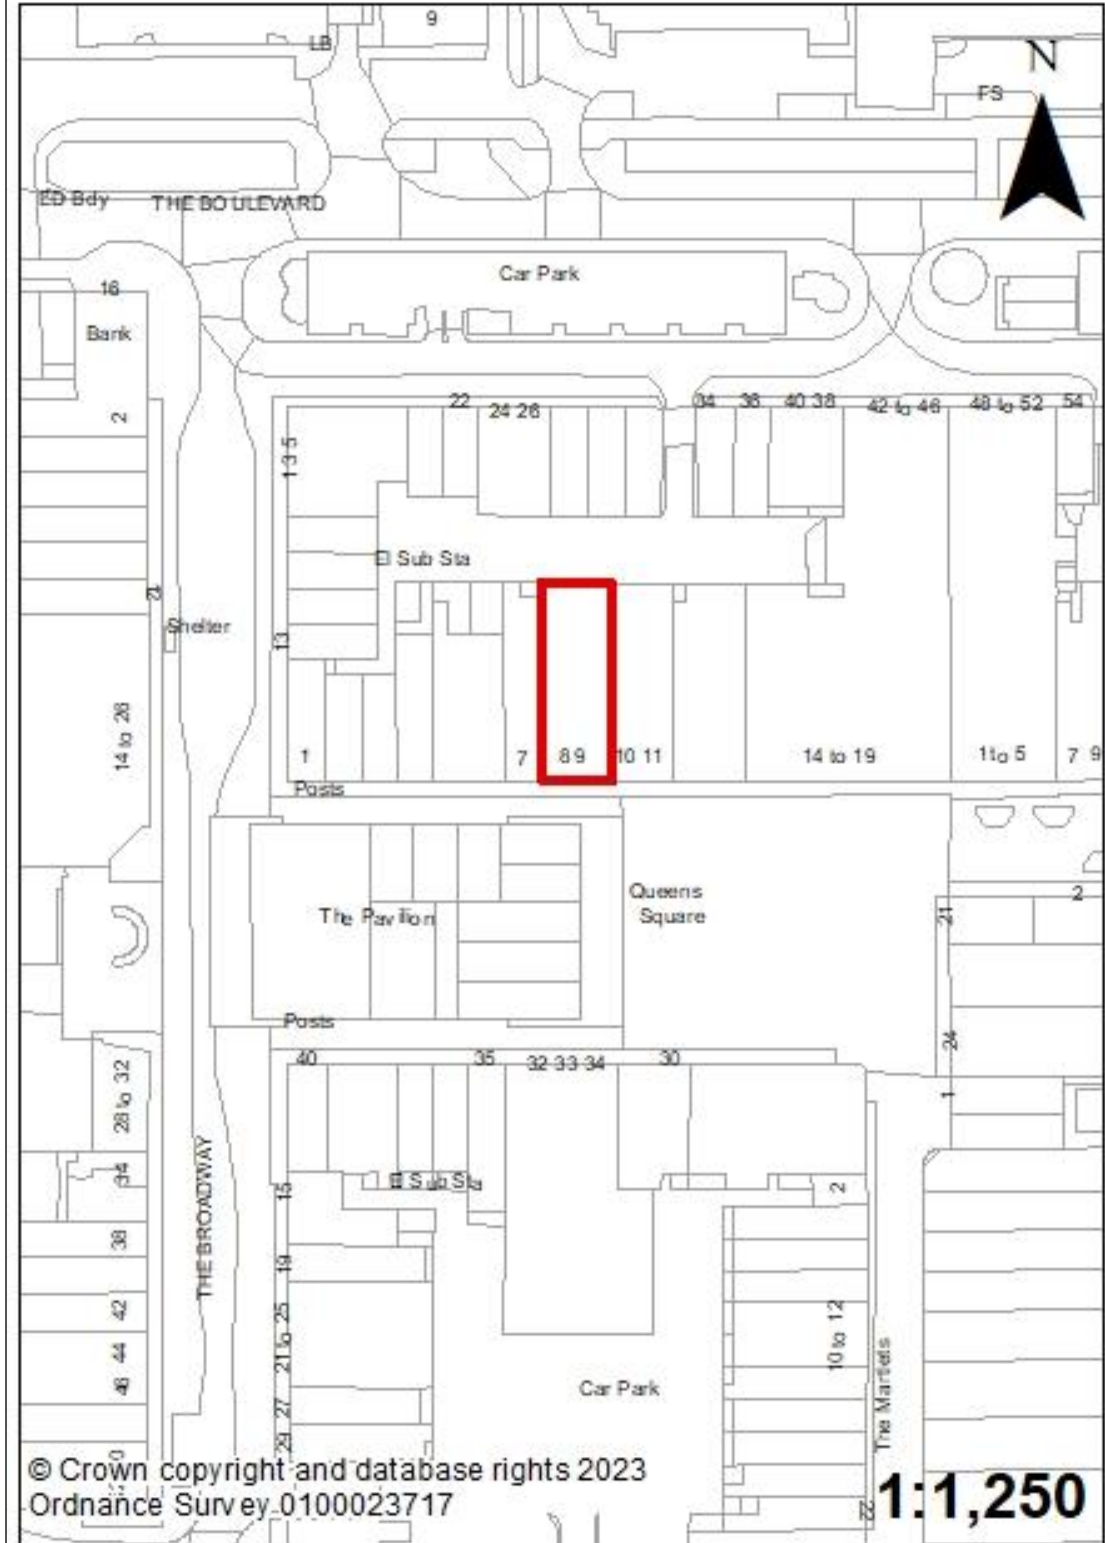 9
LB
N
FS
ED Bdy
THE BOULEVARD
Car Park
16
Bank
2
22
24 26
34
36
40 38
42 to 46
48 to 52
54
1 3 5
El Sub Sta
12
Shelter
13
14 to 26
1
7
8 9
10 11
14 to 19
1 to 5
7
9
Posts
Queens
Square
The Pavilion
2
21
Posts
24
40
35
32 33 34
30
1
28 to 32
34
El Sub Sta
15
2
THE BROADWAY
38
19
42
21 to 25
10 to 12
44
The Martlets
46
Car Park
27
29
22
© Crown copyright and database rights 2023
Ordnance Survey 0100023717
1:1,250